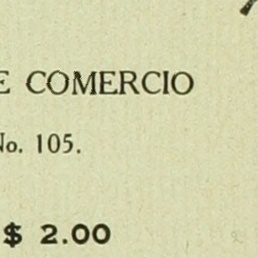 E COMERCIO
No. 105.
$ 2.00